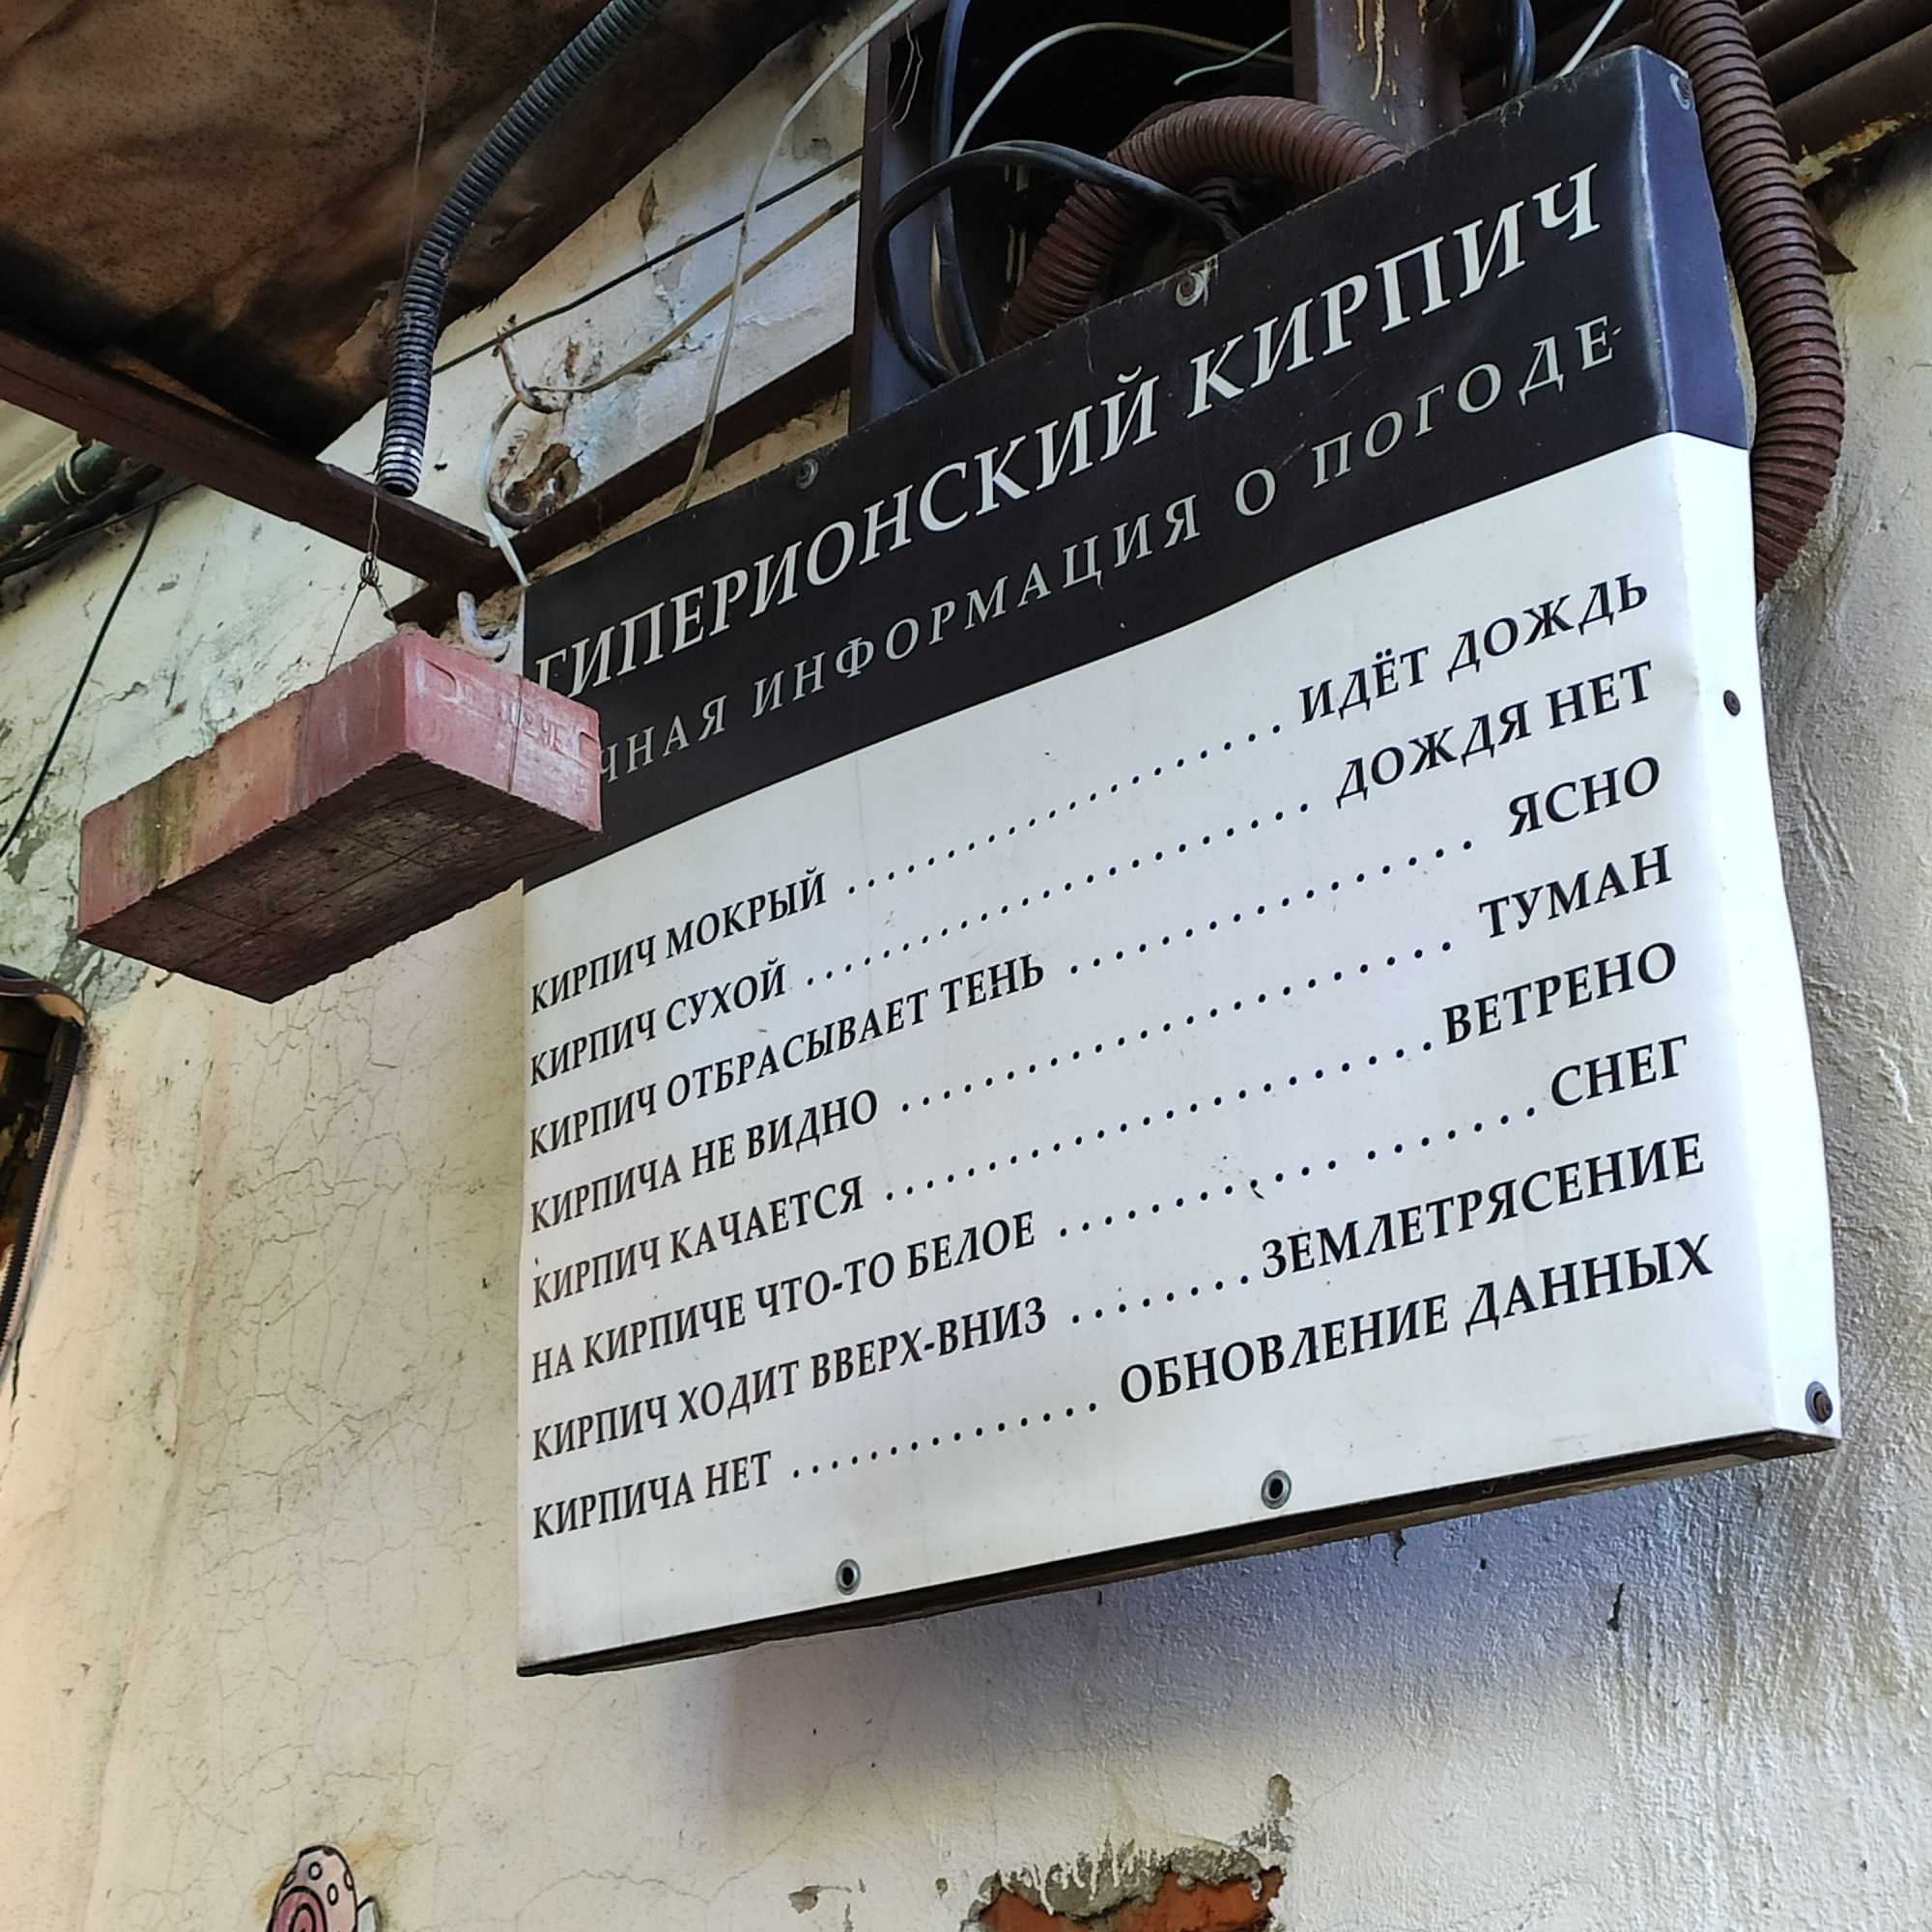 ГИПЕРИОНСКИЙ КИРПИЧ
ИНФОРМАЦИЯ О ПОГОДЕ
КИРПИЧ МОКРЫЙ .......... ИДЁТ ДОЖДЬ
КИРПИЧ СУХОЙ .......... ДОЖДЯ НЕТ
КИРПИЧ ОТБРАСЫВАЕТ ТЕНЬ .......... ЯСНО
КИРПИЧА НЕ ВИДНО .......... ТУМАН
КИРПИЧ КАЧАЕТСЯ .......... ВЕТРЕНО
НА КИРПИЧЕ ЧТО-ТО БЕЛОЕ .......... СНЕГ
КИРПИЧ ХОДИТ ВВЕРХ-ВНИЗ .......... ЗЕМЛЕТРЯСЕНИЕ
КИРПИЧА НЕТ .......... ОБНОВЛЕНИЕ ДАННЫХ